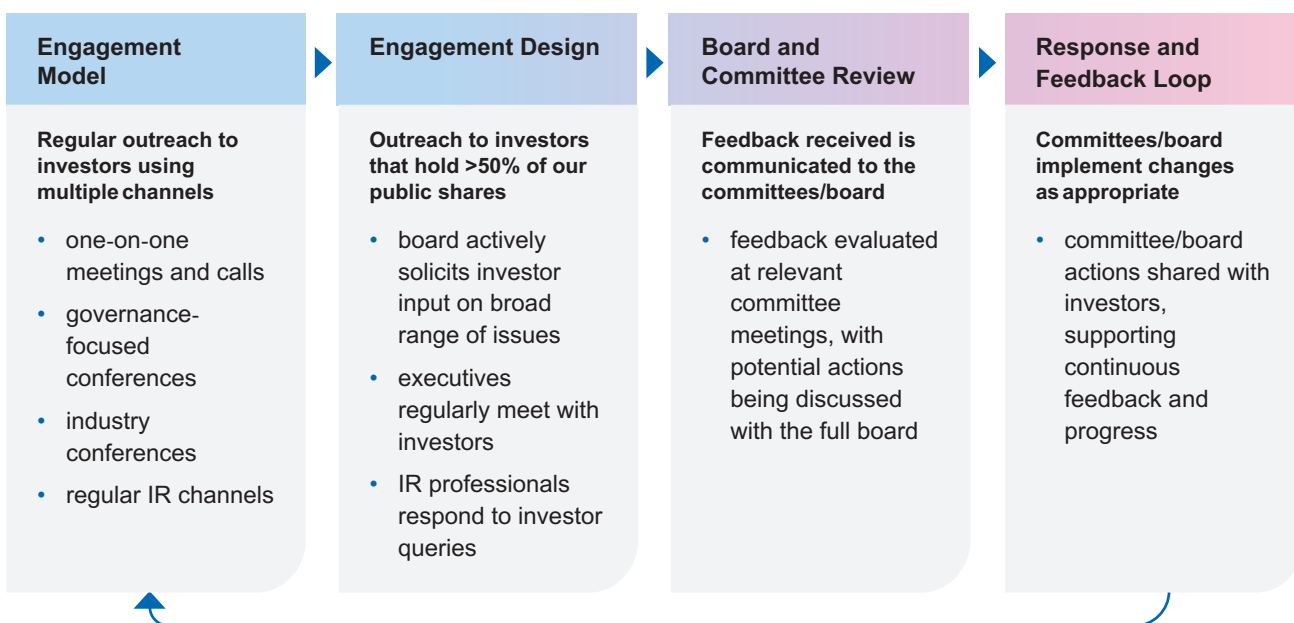 Engagement
Model
Regular outreach to
investors using
multiple channels
• one-on-one
meetings and calls
• governance-
focused
conferences
• industry
conferences
• regular IR channels
Engagement Design
Outreach to investors
that hold >50% of our
public shares
• board actively
solicits investor
input on broad
range of issues
• executives
regularly meet with
investors
• IR professionals
respond to investor
queries
Board and
Committee Review
Feedback received is
communicated to the
committees/board
• feedback evaluated
at relevant
committee
meetings, with
potential actions
being discussed
with the full board
Response and
Feedback Loop
Committees/board
implement changes
as appropriate
• committee/board
actions shared with
investors,
supporting
continuous
feedback and
progress